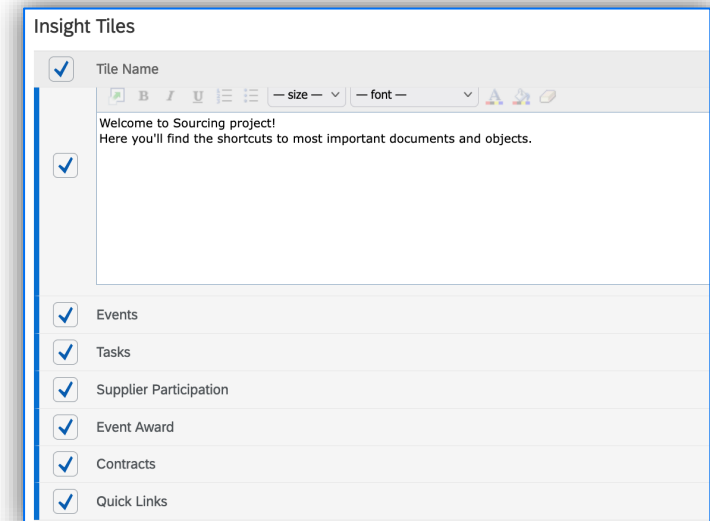 Insight Tiles
Tile Name
B I U — size — — font — A
Welcome to Sourcing project!
Here you'll find the shortcuts to most important documents and objects.
Events
Tasks
Supplier Participation
Event Award
Contracts
Quick Links